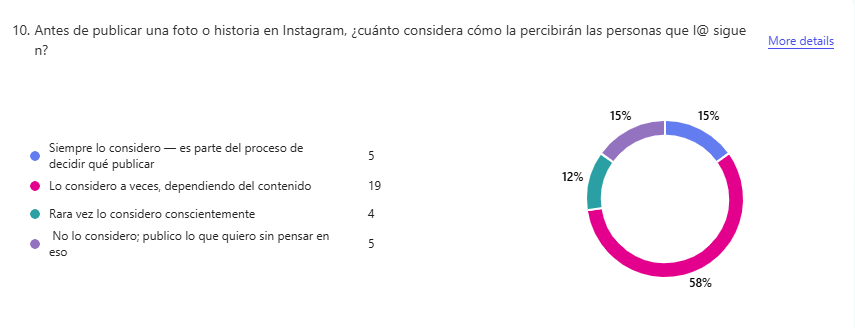 10. Antes de publicar una foto o historia en Instagram, ¿cuánto considera cómo la percibirán las personas que l@ sigue
n?
More details
Siempre lo considero — es parte del proceso de
decidir qué publicar
5
Lo considero a veces, dependiendo del contenido
19
Rara vez lo considero conscientemente
4
No lo considero; publico lo que quiero sin pensar en
eso
5
15%
15%
12%
58%